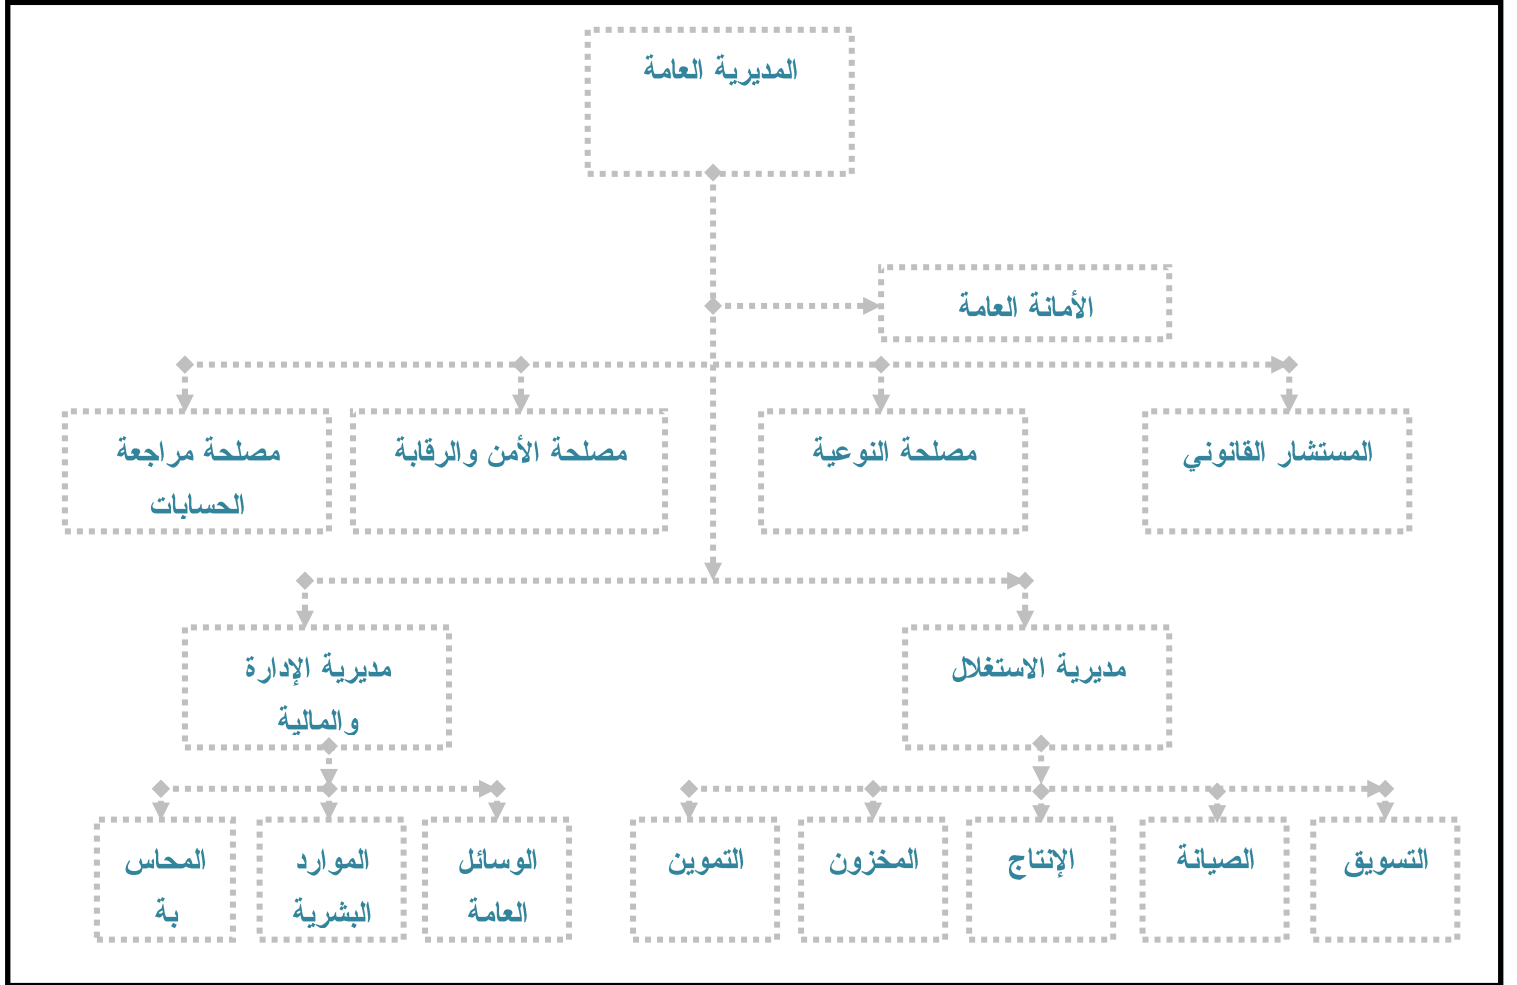 المديرية العامة
الأمانة العامة
المستشار القانوني
مصلحة النوعية
مصلحة الأمن والرقابة
مصلحة مراجعة
الحسابات
مديرية الاستغلال
مديرية الإدارة
والمالية
التسويق
الصيانة
الإنتاج
المخزون
التموين
الوسائل
العامة
الموارد
البشرية
المحاس
بة